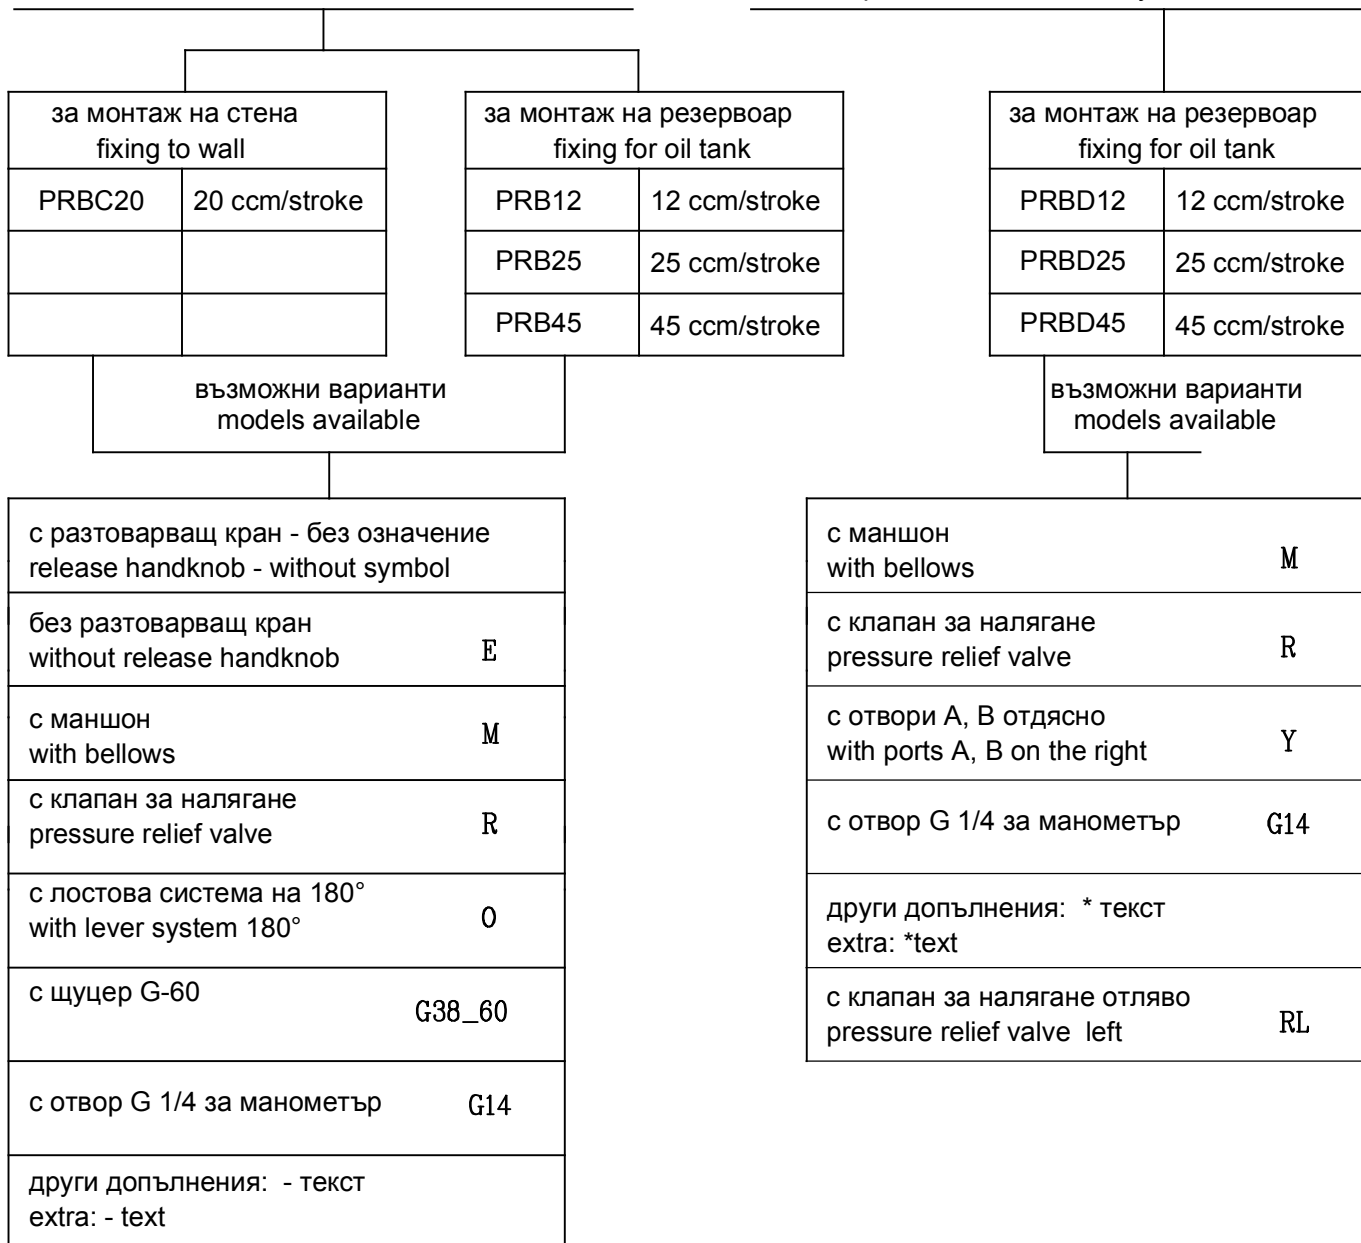 за монтаж на стена
fixing to wall
PRBC20 20 ccm/stroke
за монтаж на резервоар
fixing for oil tank
PRB12 12 ccm/stroke
PRB25 25 ccm/stroke
PRB45 45 ccm/stroke
за монтаж на резервоар
fixing for oil tank
PRBD12 12 ccm/stroke
PRBD25 25 ccm/stroke
PRBD45 45 ccm/stroke
възможни варианти
models available
възможни варианти
models available
с разтоварващ кран - без означение
release handknob - without symbol
без разтоварващ кран
without release handknob E
с маншон
with bellows M
с клапан за налягане
pressure relief valve R
с лостова система на 180°
with lever system 180° O
с щуцер G-60
G38_60
с отвор G 1/4 за манометър G14
други допълнения: - текст
extra: - text
с маншон
with bellows M
с клапан за налягане
pressure relief valve R
с отвори A, B отдясно
with ports A, B on the right Y
с отвор G 1/4 за манометър G14
други допълнения: * текст
extra: *text
с клапан за налягане отляво
pressure relief valve left RL